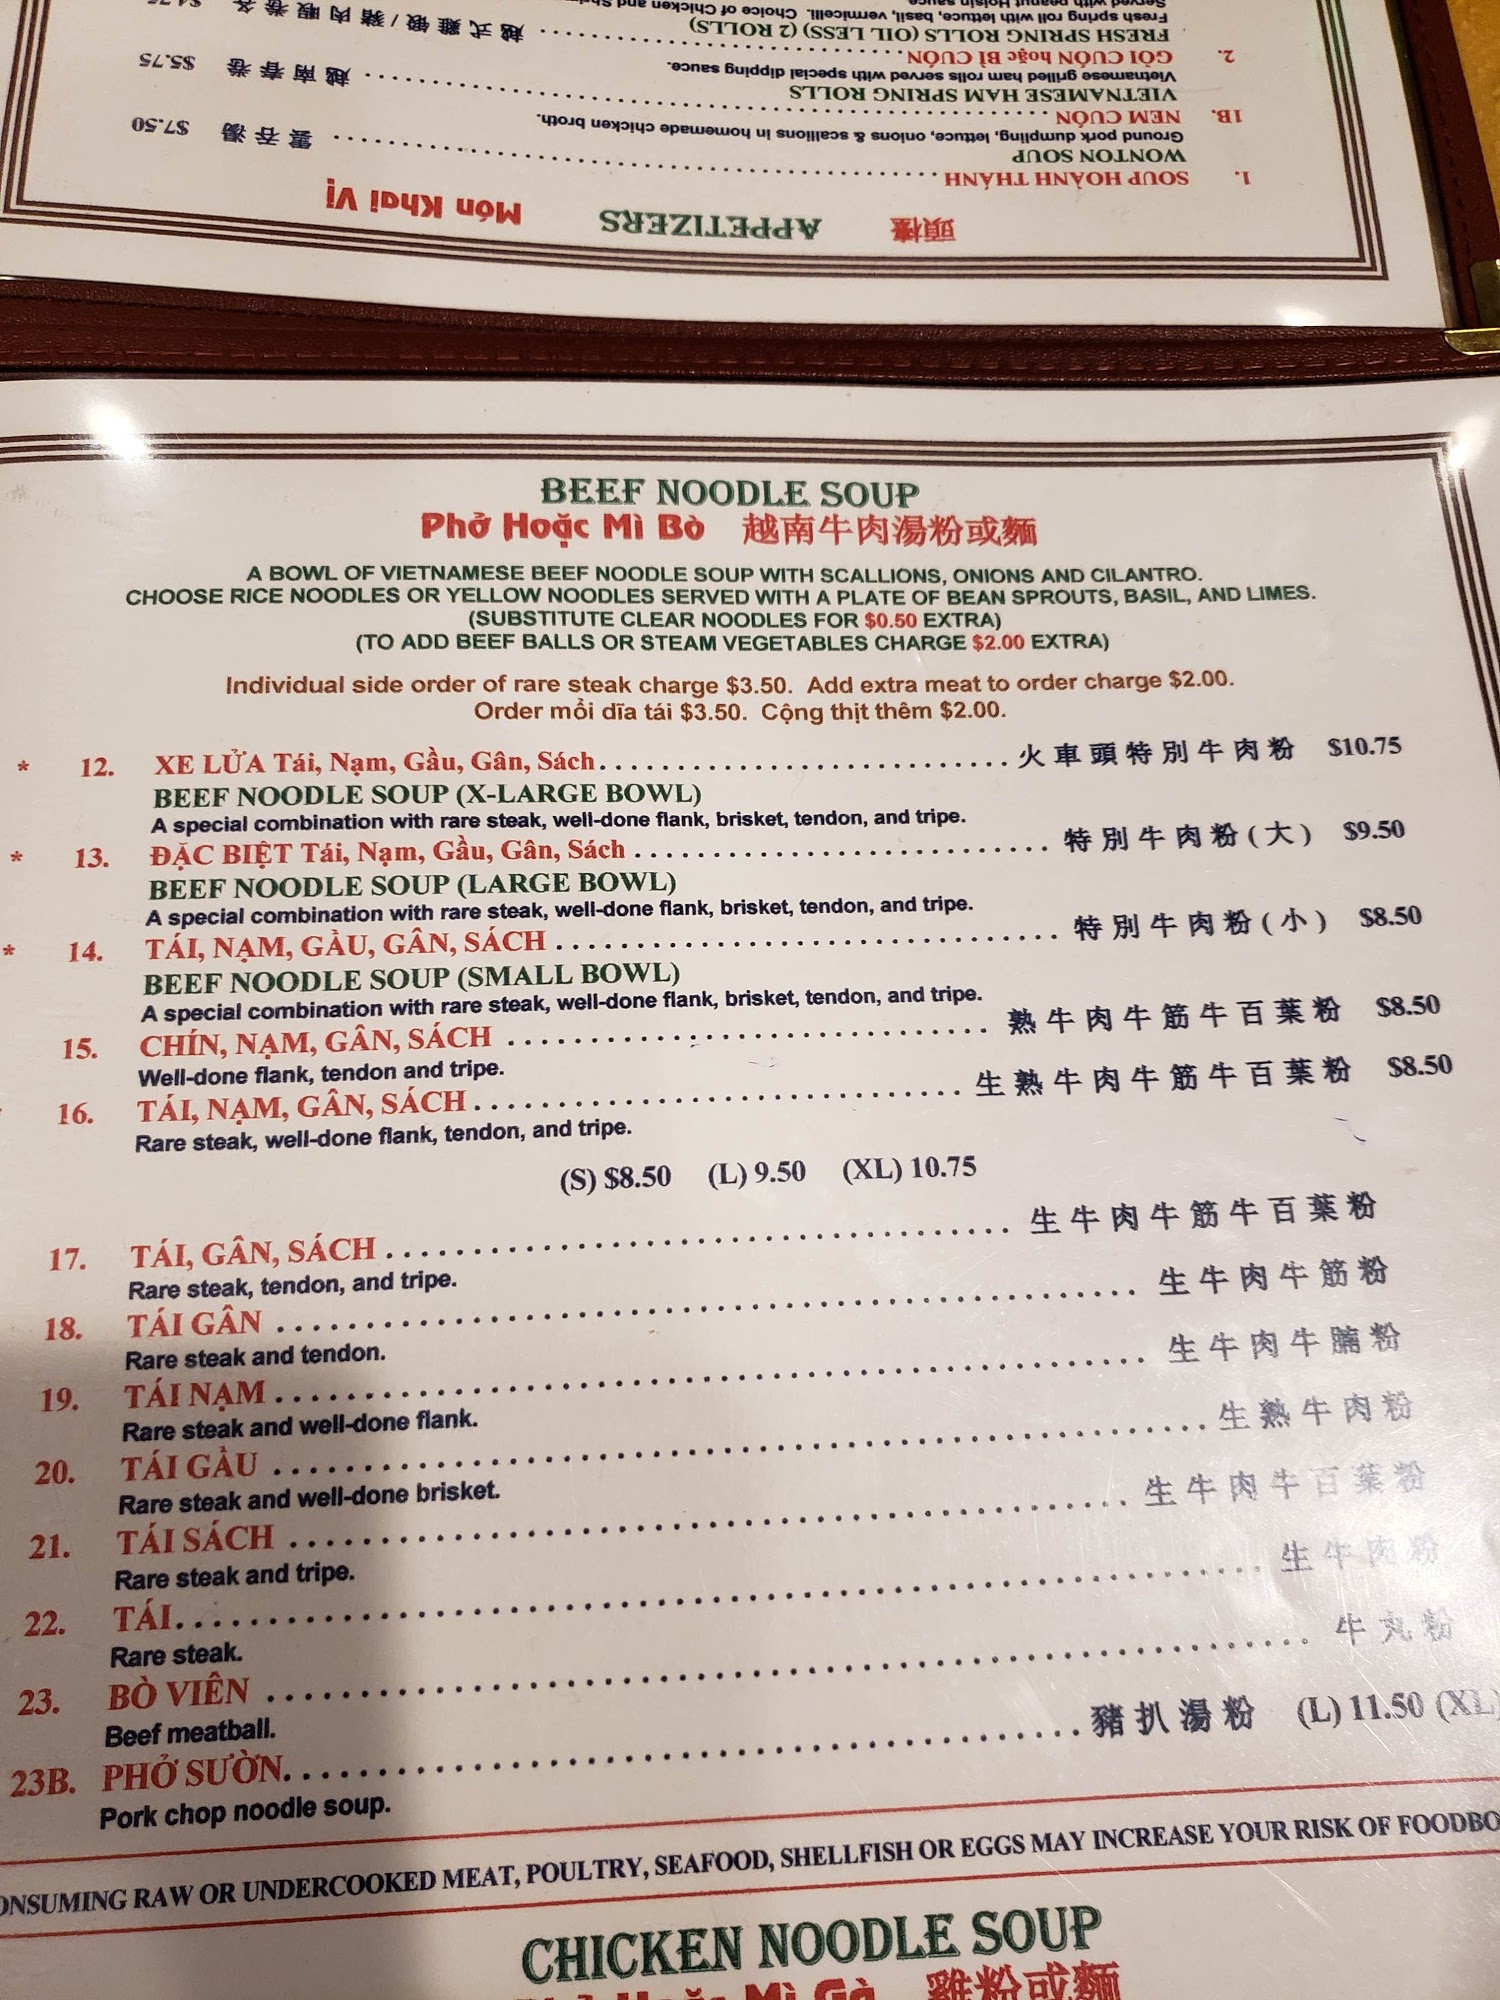 頭檯 APPETIZERS Món Khai Vị
1. SOUP HOÀNH THÁNH 雲吞湯 $7.50
WONTON SOUP
Ground pork dumpling, lettuce, onions & scallions in homemade chicken broth.
1B. NEM CUỐN 越南春卷 $5.75
VIETNAMESE HAM SPRING ROLLS
Vietnamese grilled ham rolls served with special dipping sauce.
2. GỎI CUỐN hoặc BÌ CUỐN
FRESH SPRING ROLLS (OIL LESS) (2 ROLLS)
Fresh spring roll with lettuce, basil, vermicelli. Choice of Chicken and
Served with peanut Hoisin sauce
BEEF NOODLE SOUP
Phở Hoặc Mì Bò 越南牛肉湯粉或麵
A BOWL OF VIETNAMESE BEEF NOODLE SOUP WITH SCALLIONS, ONIONS AND CILANTRO.
CHOOSE RICE NOODLES OR YELLOW NOODLES SERVED WITH A PLATE OF BEAN SPROUTS, BASIL, AND LIMES.
(SUBSTITUTE CLEAR NOODLES FOR $0.50 EXTRA)
(TO ADD BEEF BALLS OR STEAM VEGETABLES CHARGE $2.00 EXTRA)
Individual side order of rare steak charge $3.50. Add extra meat to order charge $2.00.
Order mổi dĩa tái $3.50. Cộng thịt thêm $2.00.
* 12. XE LỬA Tái, Nạm, Gầu, Gân, Sách 火車頭特別牛肉粉 $10.75
BEEF NOODLE SOUP (X-LARGE BOWL)
A special combination with rare steak, well-done flank, brisket, tendon, and tripe.
* 13. ĐẶC BIỆT Tái, Nạm, Gầu, Gân, Sách 特別牛肉粉(大) $9.50
BEEF NOODLE SOUP (LARGE BOWL)
A special combination with rare steak, well-done flank, brisket, tendon, and tripe.
* 14. TÁI, NẠM, GẦU, GÂN, SÁCH 特別牛肉粉(小) $8.50
BEEF NOODLE SOUP (SMALL BOWL)
A special combination with rare steak, well-done flank, brisket, tendon, and tripe.
15. CHÍN, NẠM, GÂN, SÁCH 熟牛肉牛筋牛百葉粉 $8.50
Well-done flank, tendon and tripe.
16. TÁI, NẠM, GÂN, SÁCH 生熟牛肉牛筋牛百葉粉 $8.50
Rare steak, well-done flank, tendon, and tripe.
(S) $8.50 (L) 9.50 (XL) 10.75
17. TÁI, GÂN, SÁCH 生牛肉牛筋牛百葉粉
Rare steak, tendon, and tripe.
18. TÁI GÂN 生牛肉牛筋粉
Rare steak and tendon.
19. TÁI NẠM 生牛肉牛腩粉
Rare steak and well-done flank.
20. TÁI GẦU 生熟牛肉粉
Rare steak and well-done brisket.
21. TÁI SÁCH 生牛肉牛百葉粉
Rare steak and tripe.
22. TÁI 生牛肉粉
Rare steak.
23. BÒ VIÊN 牛丸粉
Beef meatball.
23B. PHỞ SƯỜN 豬扒湯粉 (L) 11.50 (XL)
Pork chop noodle soup.
ONSUMING RAW OR UNDERCOOKED MEAT, POULTRY, SEAFOOD, SHELLFISH OR EGGS MAY INCREASE YOUR RISK OF FOODBO
CHICKEN NOODLE SOUP
Phở Hoặc Mì Gà 雞粉或麵